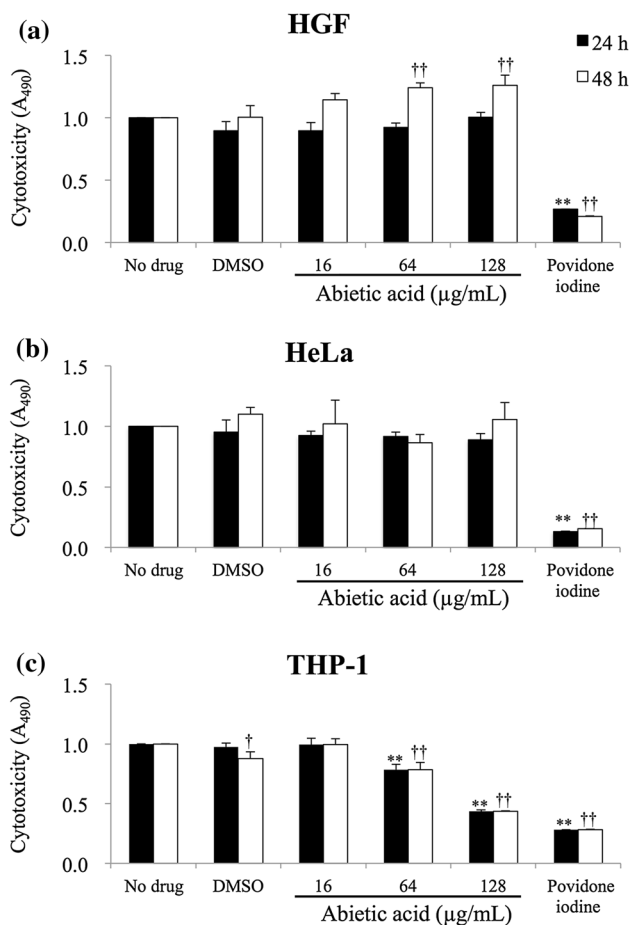 (a) HGF
24 h
48 h
Cytotoxicity (A490)
1.5
1.0
0.5
0.0
††
††
**
††
No drug DMSO 16 64 128 Povidone iodine
Abietic acid (µg/mL)
(b) HeLa
Cytotoxicity (A490)
1.5
1.0
0.5
0.0
**
††
No drug DMSO 16 64 128 Povidone iodine
Abietic acid (µg/mL)
(c) THP-1
Cytotoxicity (A490)
1.5
1.0
0.5
0.0
†
**
††
**
††
**
††
No drug DMSO 16 64 128 Povidone iodine
Abietic acid (µg/mL)